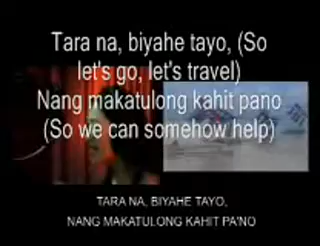 Tara na, biyahe tayo, (So
let's go, let's travel)
Nang makatulong kahit pano
(So we can somehow help)
TARA NA, BIYAHE TAYO,
NANG MAKATULONG KAHIT PA'NO